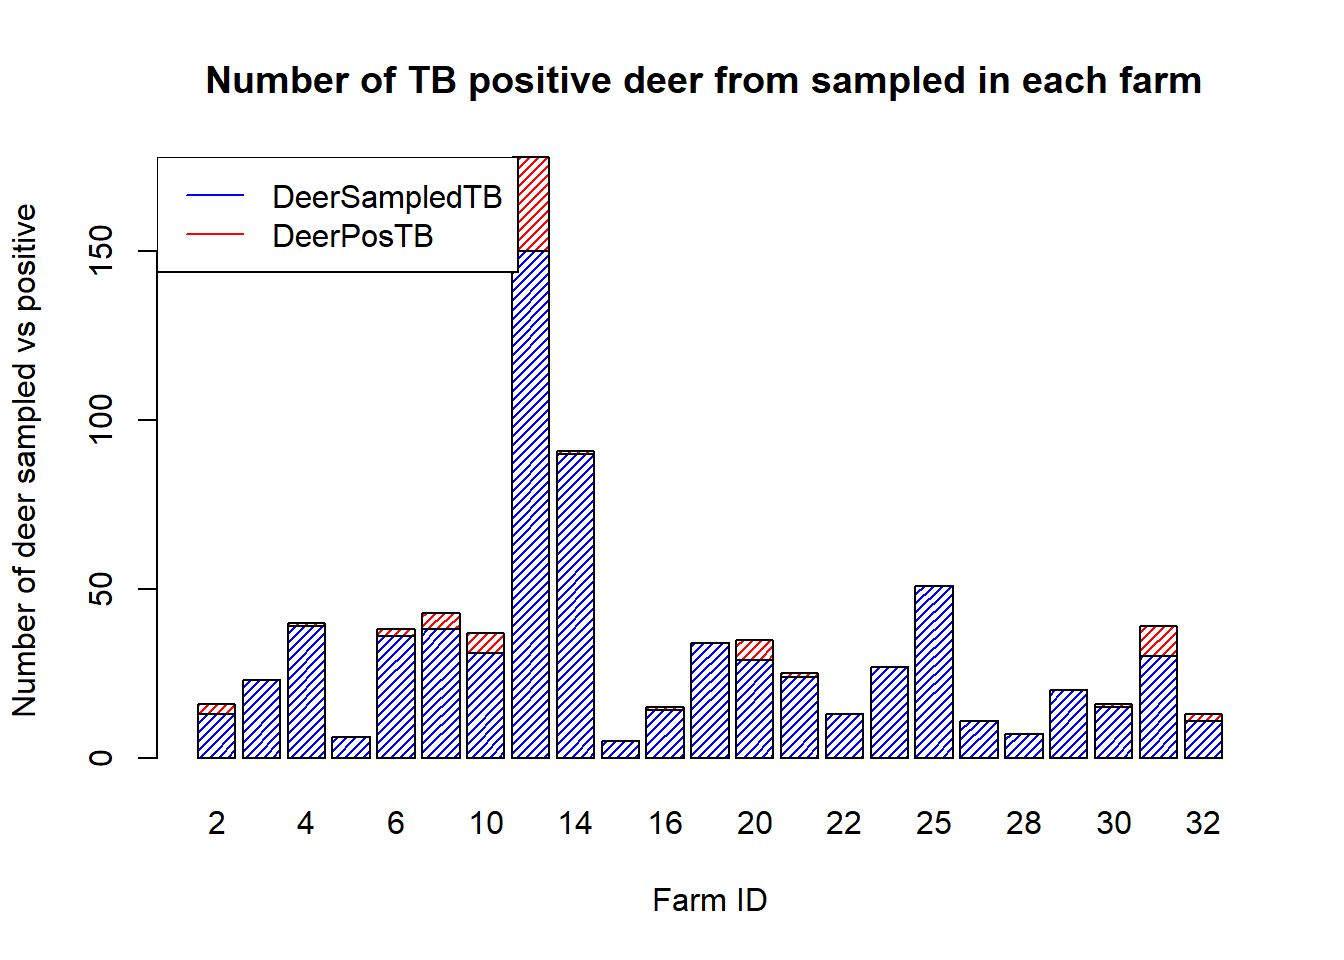 Number of TB positive deer from sampled in each farm
DeerSampledTB
DeerPosTB
Number of deer sampled vs positive
150
100
50
0
2 4 6 10 14 16 20 22 25 28 30 32
Farm ID